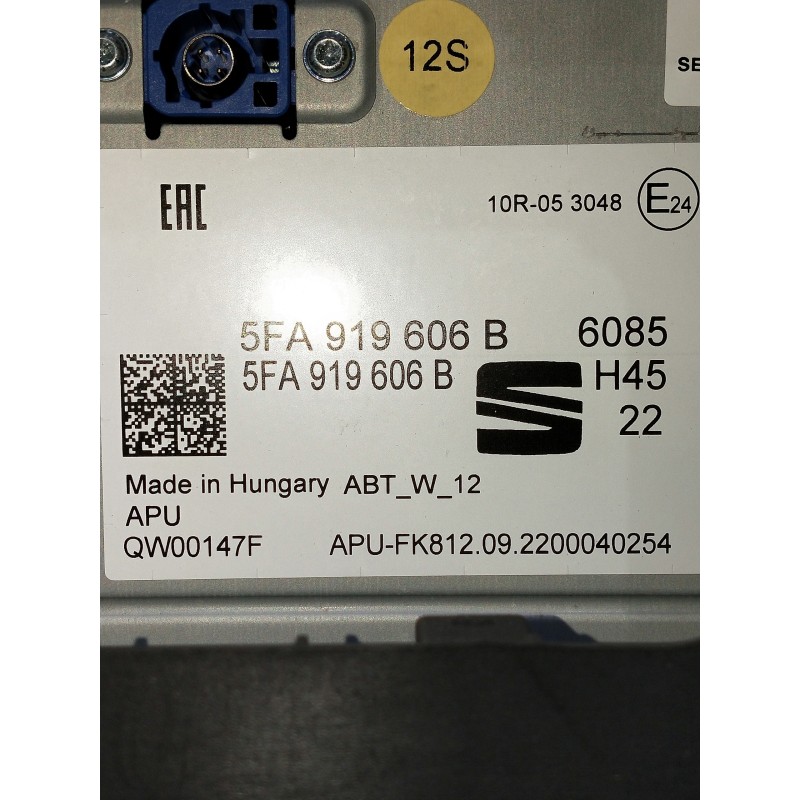 12S
SE
EAC
10R-05 3048 E24
5FA 919 606 B 6085
5FA 919 606 B H45
22
Made in Hungary ABT_W_12
APU
QW00147F APU-FK812.09.2200040254